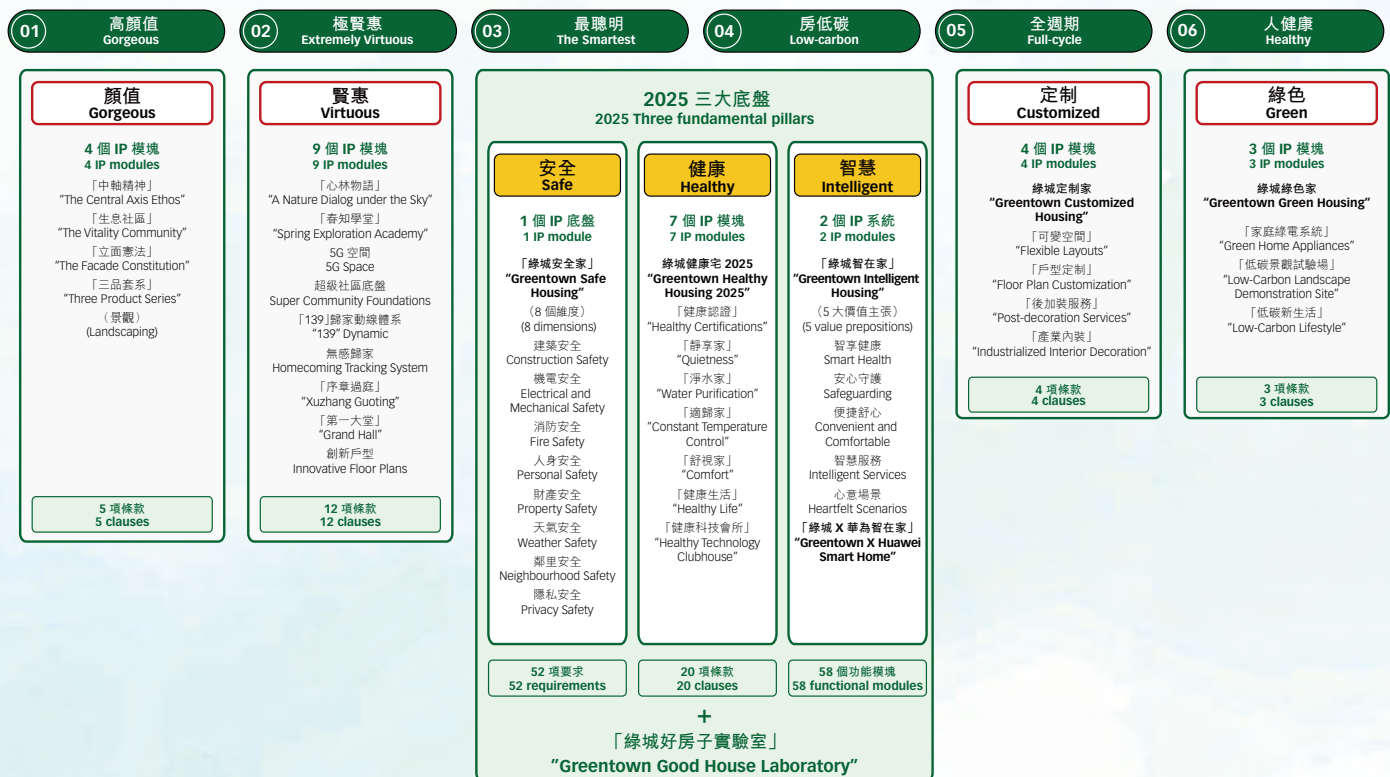 01
高顏值
Gorgeous
02
極賢惠
Extremely Virtuous
03
最聰明
The Smartest
04
房低碳
Low-carbon
05
全週期
Full-cycle
06
人健康
Healthy
顏值
Gorgeous
4 個 IP 模塊
4 IP modules
「中軸精神」
“The Central Axis Ethos”
「生息社區」
“The Vitality Community”
「立面憲法」
“The Facade Constitution”
「三品套系」
“Three Product Series”
（景觀）
(Landscaping)
5 項條款
5 clauses
賢惠
Virtuous
9 個 IP 模塊
9 IP modules
「心林物語」
“A Nature Dialog under the Sky”
「春知學堂」
“Spring Exploration Academy”
5G 空間
5G Space
超級社區底盤
Super Community Foundations
「139」歸家動線體系
“139” Dynamic
無感歸家
Homecoming Tracking System
「序章過庭」
“Xuzhang Guoting”
「第一大堂」
“Grand Hall”
創新戶型
Innovative Floor Plans
12 項條款
12 clauses
2025 三大底盤
2025 Three fundamental pillars
安全
Safe
1 個 IP 底盤
1 IP module
「綠城安全家」
“Greentown Safe
Housing”
（8 個維度）
(8 dimensions)
建築安全
Construction Safety
機電安全
Electrical and
Mechanical Safety
消防安全
Fire Safety
人身安全
Personal Safety
財產安全
Property Safety
天氣安全
Weather Safety
鄰里安全
Neighbourhood Safety
隱私安全
Privacy Safety
52 項要求
52 requirements
健康
Healthy
7 個 IP 模塊
7 IP modules
綠城健康宅 2025
“Greentown Healthy
Housing 2025”
「健康認證」
“Healthy Certifications”
「靜享家」
“Quietness”
「淨水家」
“Water Purification”
「適歸家」
“Constant Temperature
Control”
「舒視家」
“Comfort”
「健康生活」
“Healthy Life”
「健康科技會所」
“Healthy Technology
Clubhouse”
20 項條款
20 clauses
智慧
Intelligent
2 個 IP 系統
2 IP modules
「綠城智在家」
“Greentown Intelligent
Housing”
（5 大價值主張）
(5 value prepositions)
智享健康
Smart Health
安心守護
Safeguarding
便捷舒心
Convenient and
Comfortable
智慧服務
Intelligent Services
心意場景
Heartfelt Scenarios
「綠城 X 華為智在家」
“Greentown X Huawei
Smart Home”
58 個功能模塊
58 functional modules
+
「綠城好房子實驗室」
“Greentown Good House Laboratory”
定制
Customized
4 個 IP 模塊
4 IP modules
綠城定制家
“Greentown Customized
Housing”
「可變空間」
“Flexible Layouts”
「戶型定制」
“Floor Plan Customization”
「後加裝服務」
“Post-decoration Services”
「產業內裝」
“Industrialized Interior Decoration”
4 項條款
4 clauses
綠色
Green
3 個 IP 模塊
3 IP modules
綠城綠色家
“Greentown Green Housing”
「家庭綠電系統」
“Green Home Appliances”
「低碳景觀試驗場」
“Low-Carbon Landscape
Demonstration Site”
「低碳新生活」
“Low-Carbon Lifestyle”
3 項條款
3 clauses